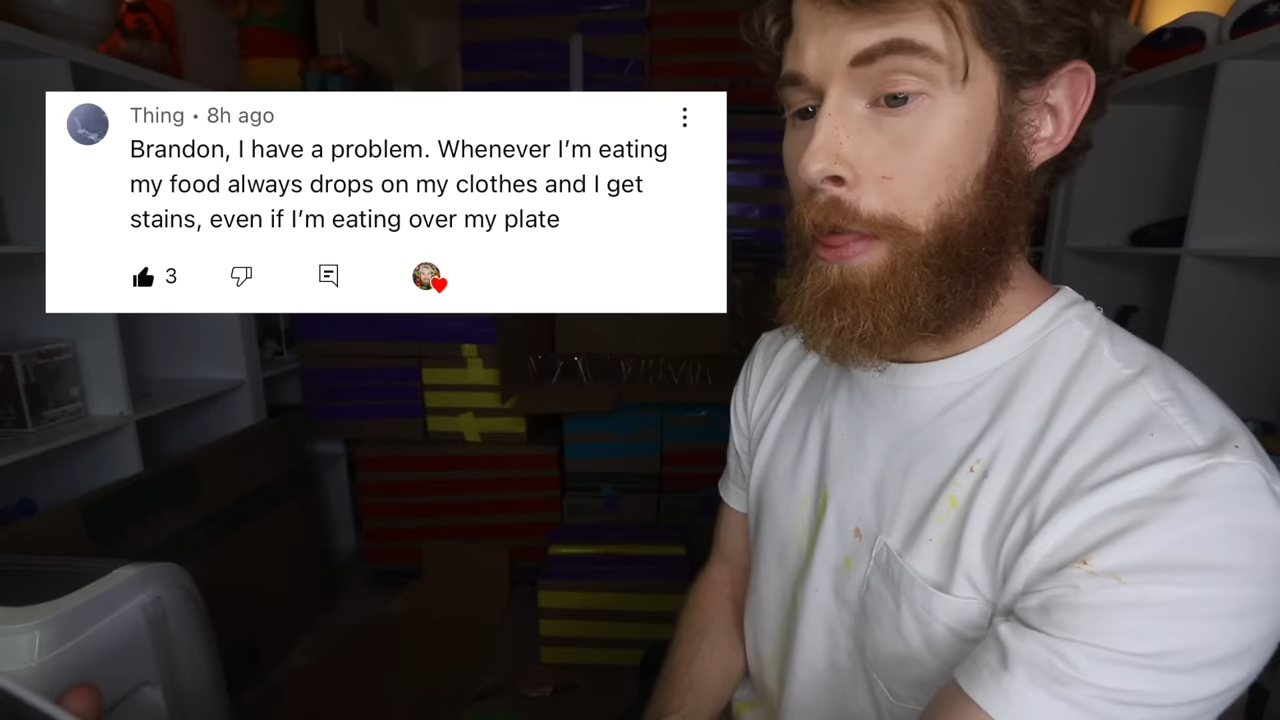 Thing • 8h ago
Brandon, I have a problem. Whenever I’m eating
my food always drops on my clothes and I get
stains, even if I’m eating over my plate
3